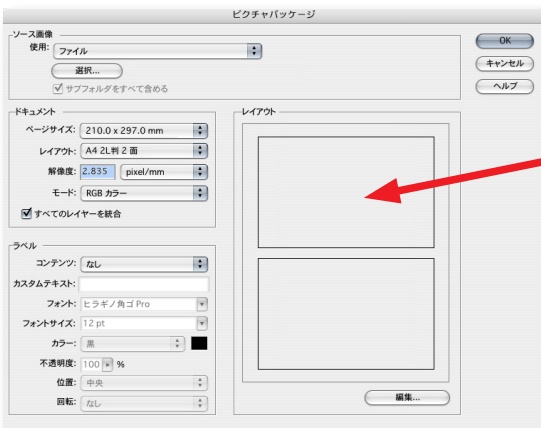 ピクチャパッケージ
ソース画像
使用: ファイル
選択...
サブフォルダをすべて含める
OK
キャンセル
ヘルプ
ドキュメント
ページサイズ: 210.0 x 297.0 mm
レイアウト: A4 2L判 2 面
解像度: 2.835 pixel/mm
モード: RGB カラー
すべてのレイヤーを統合
ラベル
コンテンツ: なし
カスタムテキスト:
フォント: ヒラギノ角ゴ Pro
フォントサイズ: 12 pt
カラー: 黒
不透明度: 100 %
位置: 中央
回転: なし
レイアウト
編集...